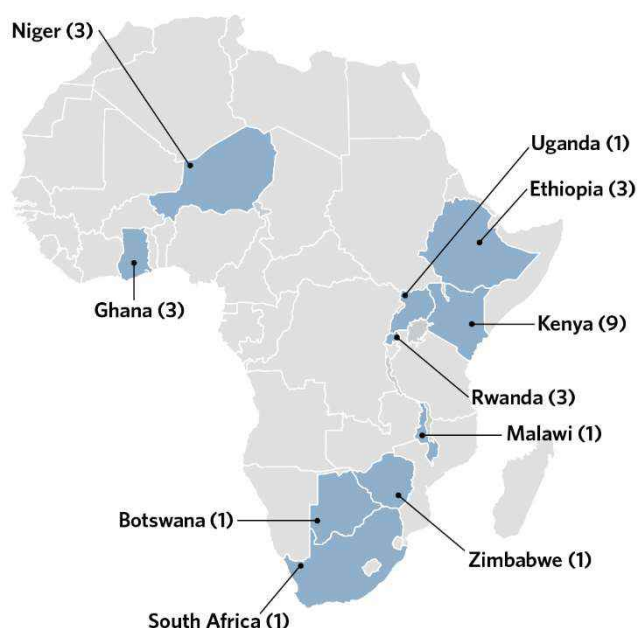 Niger (3)
Uganda (1)
Ethiopia (3)
Ghana (3)
Kenya (9)
Rwanda (3)
Malawi (1)
Botswana (1)
Zimbabwe (1)
South Africa (1)